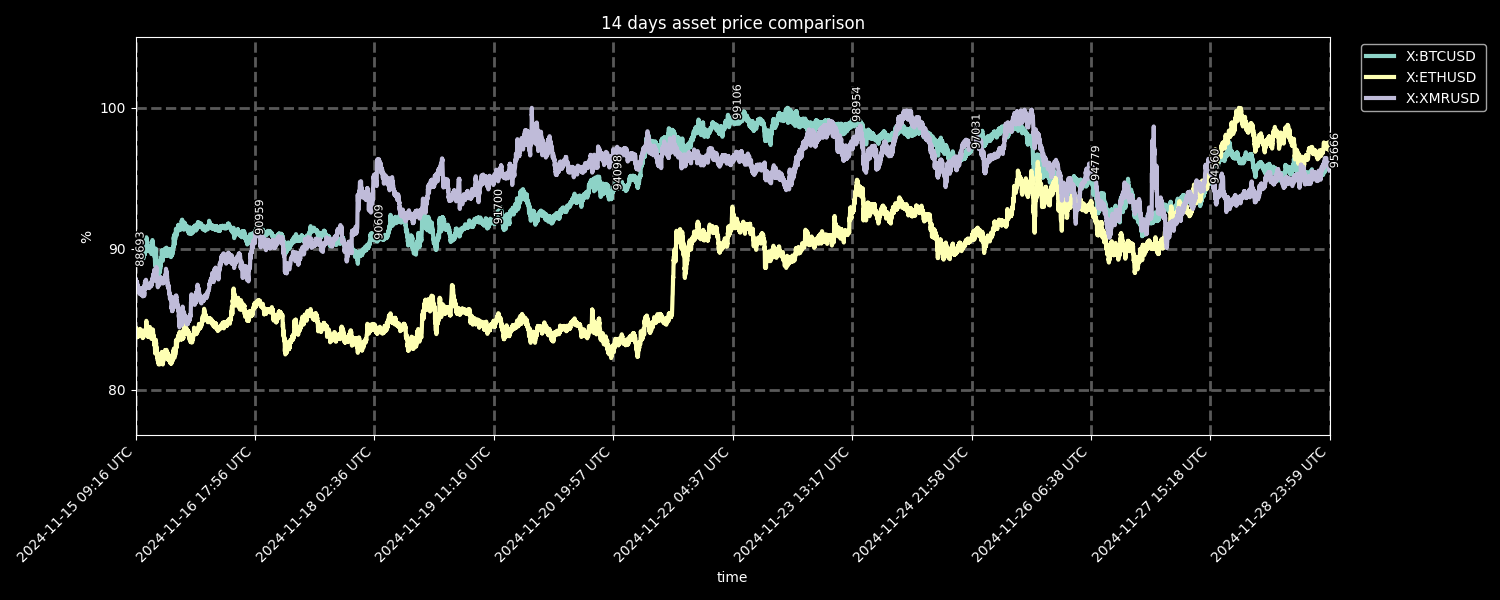 14 days asset price comparison
X:BTCUSD
X:ETHUSD
X:XMRUSD
100
90
80
%
88693
90959
90609
91700
94098
99106
98954
97031
94779
94560
95666
2024-11-15 09:16 UTC
2024-11-16 17:56 UTC
2024-11-18 02:36 UTC
2024-11-19 11:16 UTC
2024-11-20 19:57 UTC
2024-11-22 04:37 UTC
2024-11-23 13:17 UTC
2024-11-24 21:58 UTC
2024-11-26 06:38 UTC
2024-11-27 15:18 UTC
2024-11-28 23:59 UTC
time